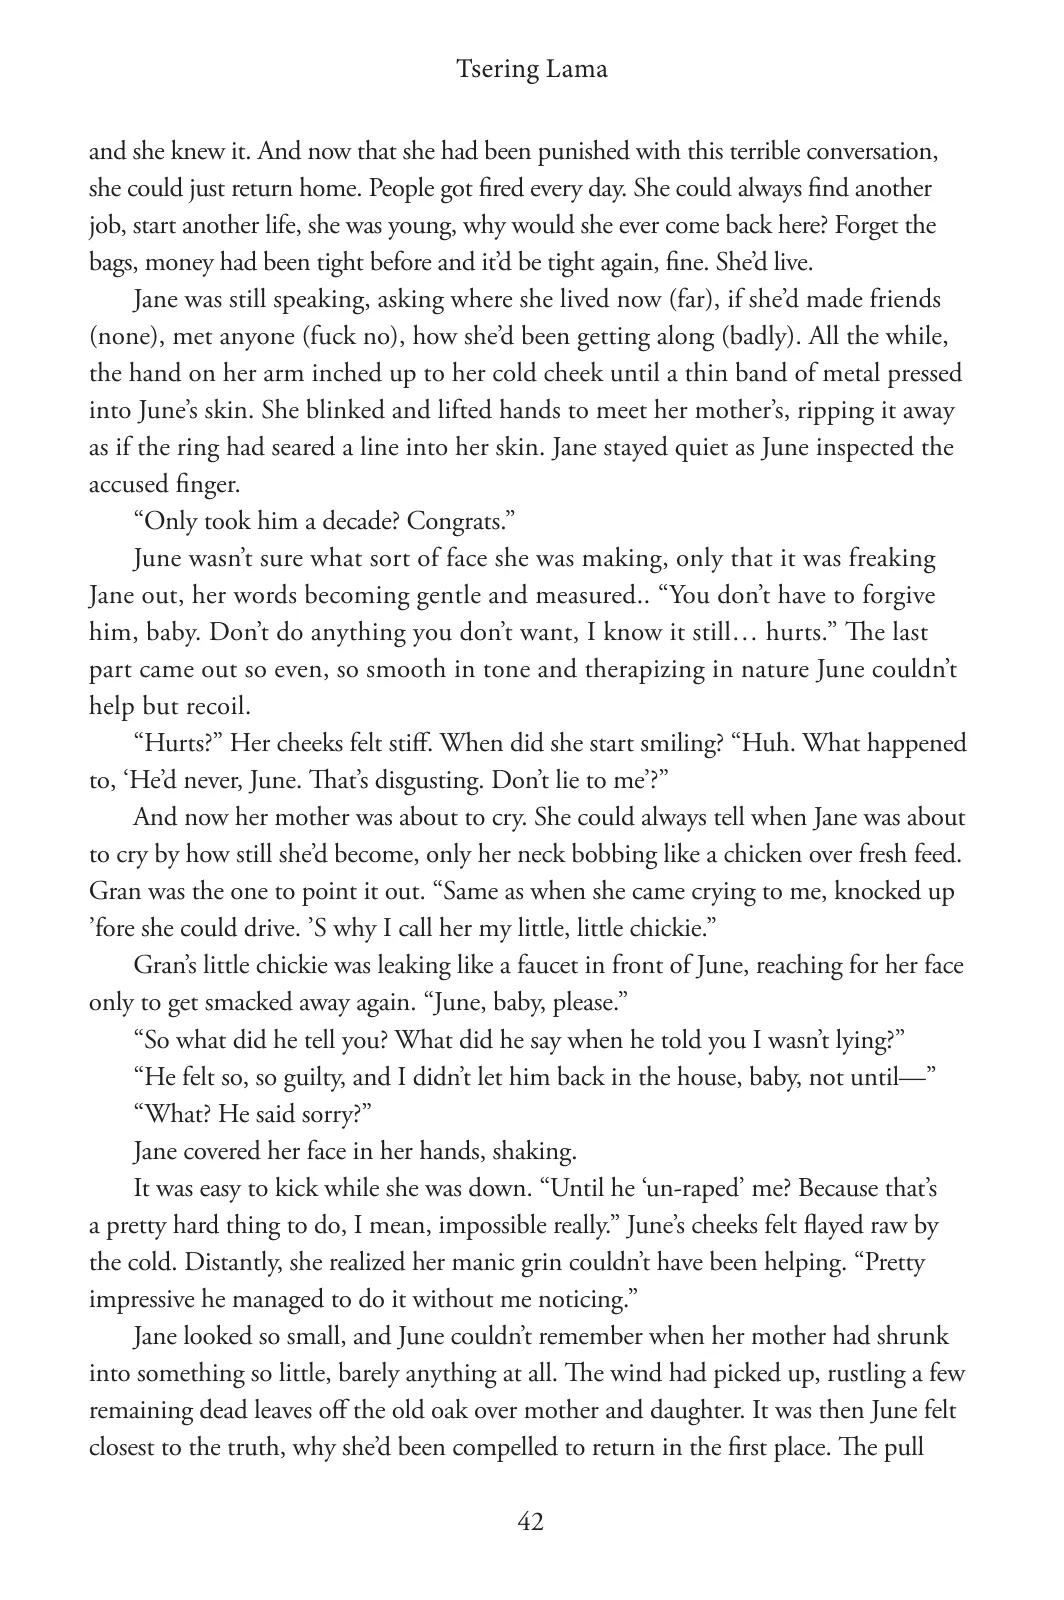 Tsering Lama
and she knew it. And now that she had been punished with this terrible conversation,
she could just return home. People got fired every day. She could always find another
job, start another life, she was young, why would she ever come back here? Forget the
bags, money had been tight before and it’d be tight again, fine. She’d live.
Jane was still speaking, asking where she lived now (far), if she’d made friends
(none), met anyone (fuck no), how she’d been getting along (badly). All the while,
the hand on her arm inched up to her cold cheek until a thin band of metal pressed
into June’s skin. She blinked and lifted hands to meet her mother’s, ripping it away
as if the ring had seared a line into her skin. Jane stayed quiet as June inspected the
accused finger.
“Only took him a decade? Congrats.”
June wasn’t sure what sort of face she was making, only that it was freaking
Jane out, her words becoming gentle and measured.. “You don’t have to forgive
him, baby. Don’t do anything you don’t want, I know it still… hurts.” The last
part came out so even, so smooth in tone and therapizing in nature June couldn’t
help but recoil.
“Hurts?” Her cheeks felt stiff. When did she start smiling? “Huh. What happened
to, ‘He’d never, June. That’s disgusting. Don’t lie to me’?”
And now her mother was about to cry. She could always tell when Jane was about
to cry by how still she’d become, only her neck bobbing like a chicken over fresh feed.
Gran was the one to point it out. “Same as when she came crying to me, knocked up
’fore she could drive. ’S why I call her my little, little chickie.”
Gran’s little chickie was leaking like a faucet in front of June, reaching for her face
only to get smacked away again. “June, baby, please.”
“So what did he tell you? What did he say when he told you I wasn’t lying?”
“He felt so, so guilty, and I didn’t let him back in the house, baby, not until—”
“What? He said sorry?”
Jane covered her face in her hands, shaking.
It was easy to kick while she was down. “Until he ‘un-raped’ me? Because that’s
a pretty hard thing to do, I mean, impossible really.” June’s cheeks felt flayed raw by
the cold. Distantly, she realized her manic grin couldn’t have been helping. “Pretty
impressive he managed to do it without me noticing.”
Jane looked so small, and June couldn’t remember when her mother had shrunk
into something so little, barely anything at all. The wind had picked up, rustling a few
remaining dead leaves off the old oak over mother and daughter. It was then June felt
closest to the truth, why she’d been compelled to return in the first place. The pull
42